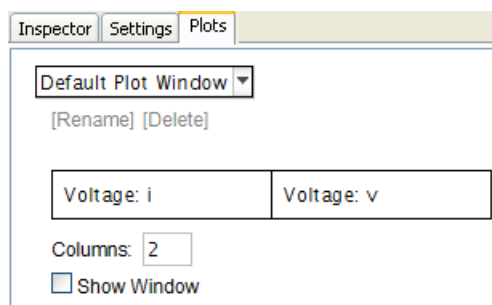 Inspector Settings Plots
Default Plot Window
[Rename] [Delete]
Voltage: i Voltage: v
Columns: 2
Show Window